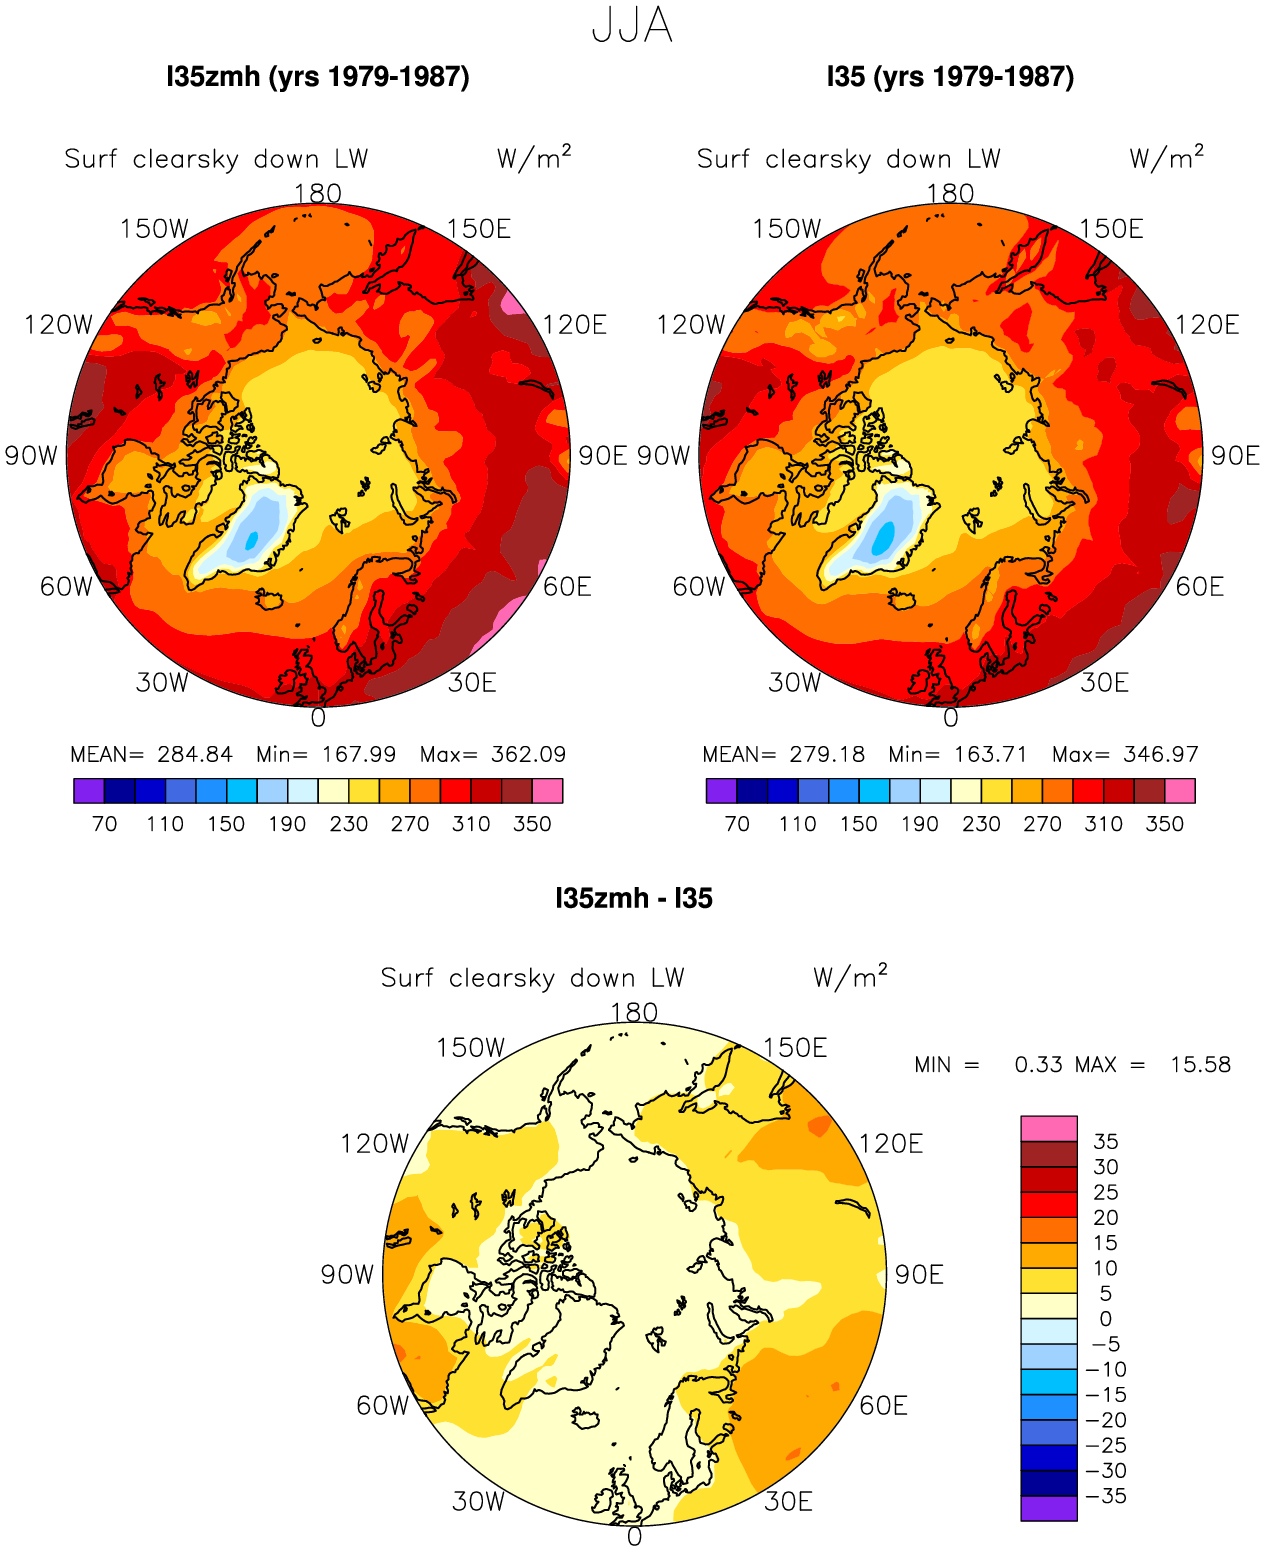 JJA
I35zmh (yrs 1979-1987)
I35 (yrs 1979-1987)
Surf clearsky down LW W/m²
Surf clearsky down LW W/m²
180
150W 150E
120W 120E
90W 90E
60W 60E
30W 30E
0
180
150W 150E
120W 120E
90W 90E
60W 60E
30W 30E
0
MEAN= 284.84 Min= 167.99 Max= 362.09
70 110 150 190 230 270 310 350
MEAN= 279.18 Min= 163.71 Max= 346.97
70 110 150 190 230 270 310 350
I35zmh - I35
Surf clearsky down LW W/m²
180
150W 150E
120W 120E
90W 90E
60W 60E
30W 30E
0
MIN = 0.33 MAX = 15.58
35
30
25
20
15
10
5
0
−5
−10
−15
−20
−25
−30
−35